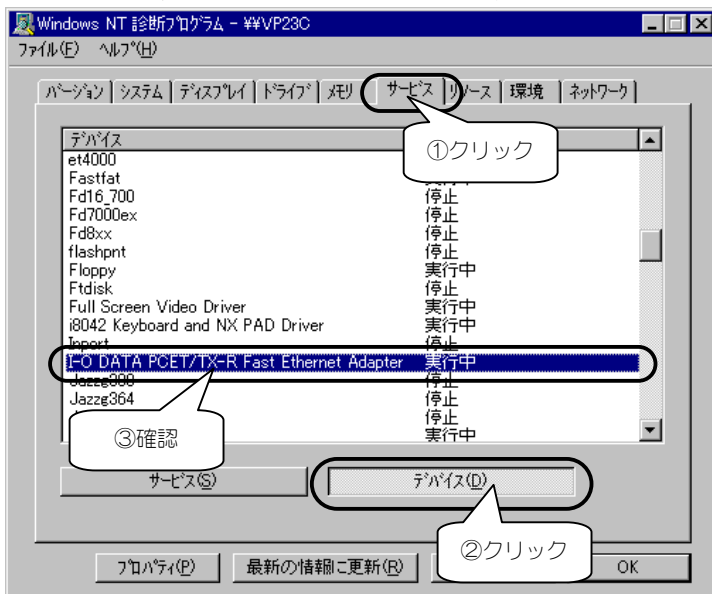 Windows NT 診断ﾌﾟﾛｸﾞﾗﾑ - ¥¥VP23C
ﾌｧｲﾙ(F) ﾍﾙﾌﾟ(H)
ﾊﾞｰｼﾞｮﾝ システム ﾃﾞｨｽﾌﾟﾚｲ ﾄﾞﾗｲﾌﾞ ﾒﾓﾘ ｻｰﾋﾞｽ ﾘｿｰｽ 環境 ﾈｯﾄﾜｰｸ
①クリック
ﾃﾞﾊﾞｲｽ
et4000
Fastfat 実行中
Fd16_700 停止
Fd7000ex 停止
Fd8xx 停止
flashpnt 停止
Floppy 実行中
Ftdisk 停止
Full Screen Video Driver 実行中
i8042 Keyboard and NX PAD Driver 実行中
Inport 停止
I-O DATA PCET/TX-R Fast Ethernet Adapter 実行中
Jazzg300 停止
Jazzg364 停止
停止
実行中
③確認
ｻｰﾋﾞｽ(S) ﾃﾞﾊﾞｲｽ(D)
②クリック
ﾌﾟﾛﾊﾟﾃｨ(P) 最新の情報に更新(R) OK